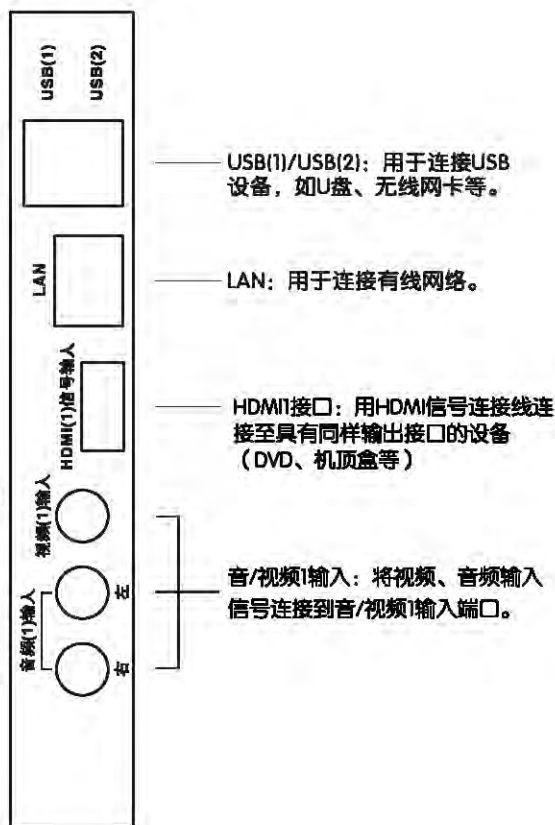 USB(1)
USB(2)
USB(1)/USB(2)：用于连接USB
设备，如U盘、无线网卡等。
LAN
LAN：用于连接有线网络。
HDMI(1)信号输入
HDMI1接口：用HDMI信号连接线连
接至具有同样输出接口的设备
（DVD、机顶盒等）
视频(1)输入
音频(1)输入
左
右
音/视频1输入：将视频、音频输入
信号连接到音/视频1输入端口。